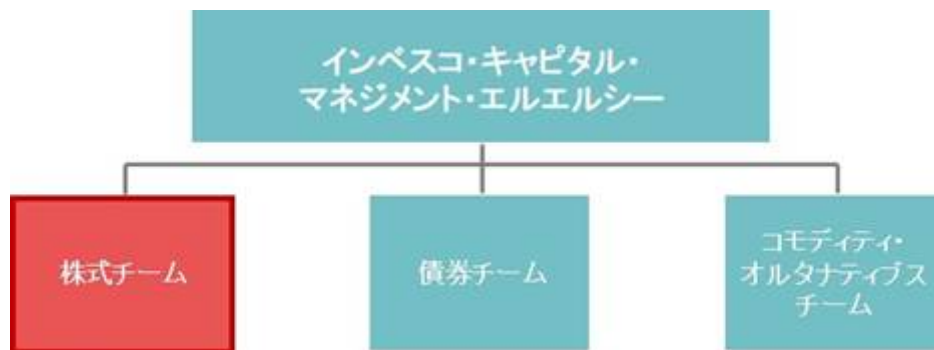 インベスコ・キャピタル・
マネジメント・エルエルシー
株式チーム
債券チーム
コモディティ・
オルタナティブス
チーム